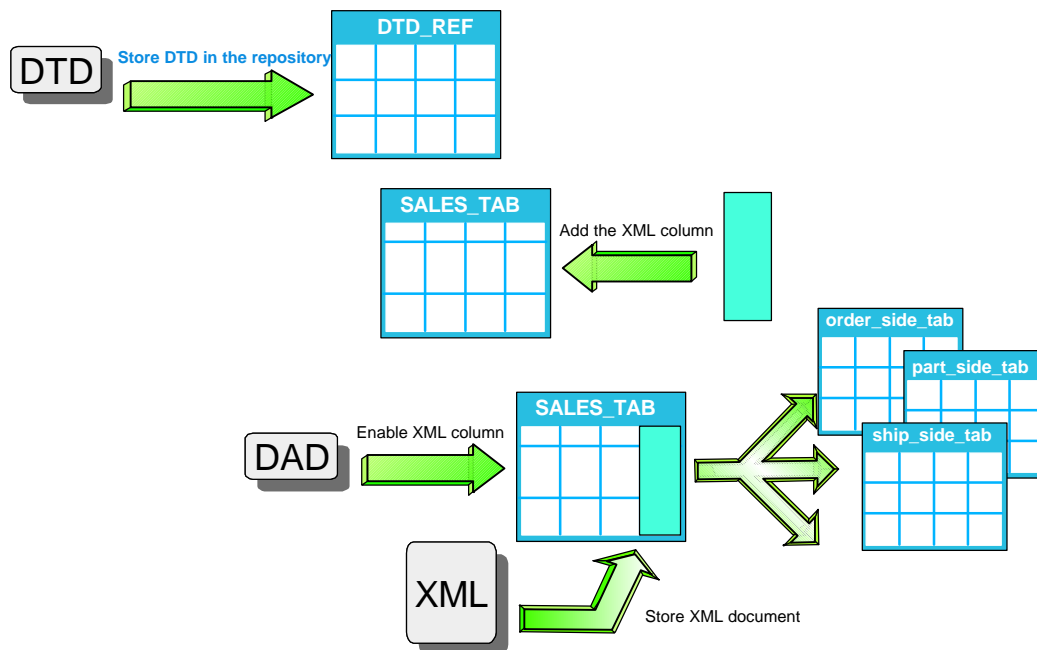 DTD_REF
DTD
Store DTD in the repository
SALES_TAB
Add the XML column
order_side_tab
part_side_tab
SALES_TAB
Enable XML column
DAD
ship_side_tab
XML
Store XML document